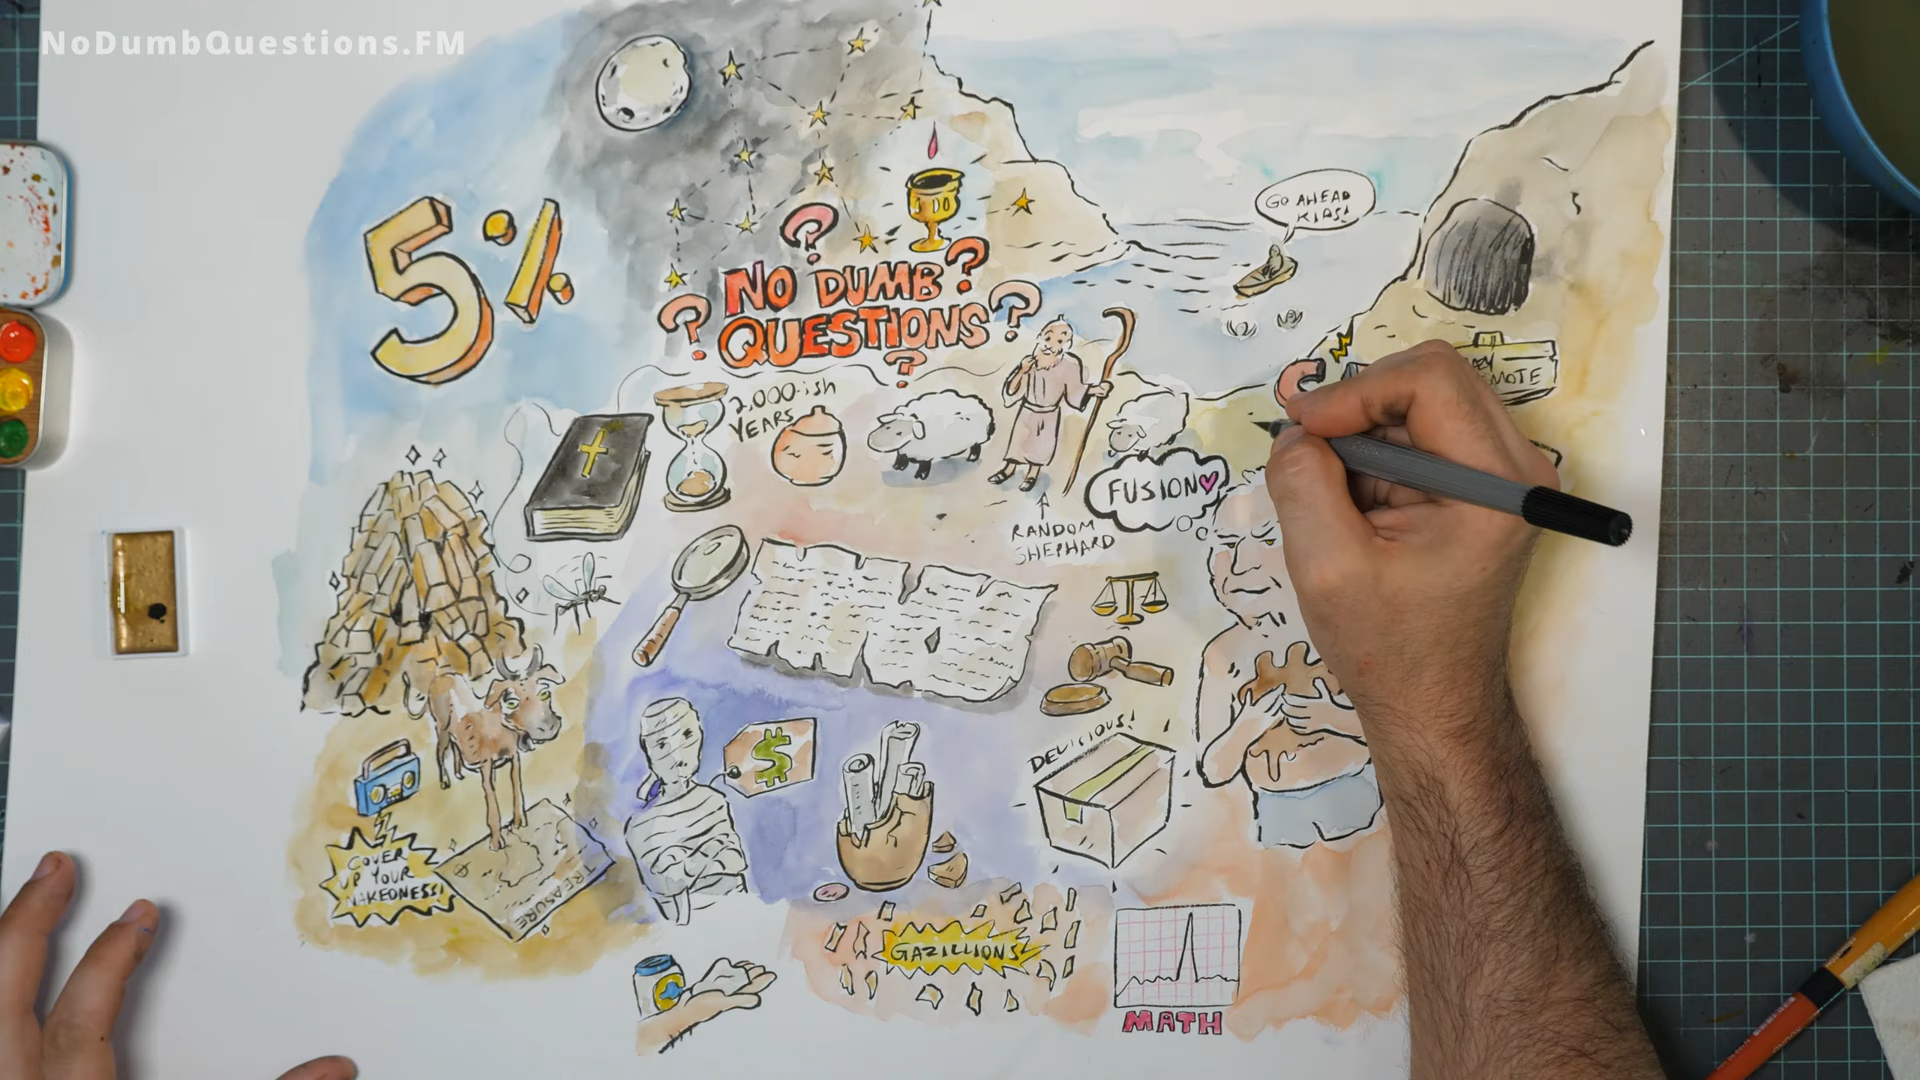 NoDumbQuestions.FM
GO AHEAD
KIDS!
5%
I DO
NO DUMB
QUESTIONS
2,000-ish
YEARS
MOTE
FUSION
RANDOM
SHEPHARD
DELICIOUS!
$
COVER
UP YOUR
NAKEDNESS!
TREASURE
GAZILLIONS
MATH